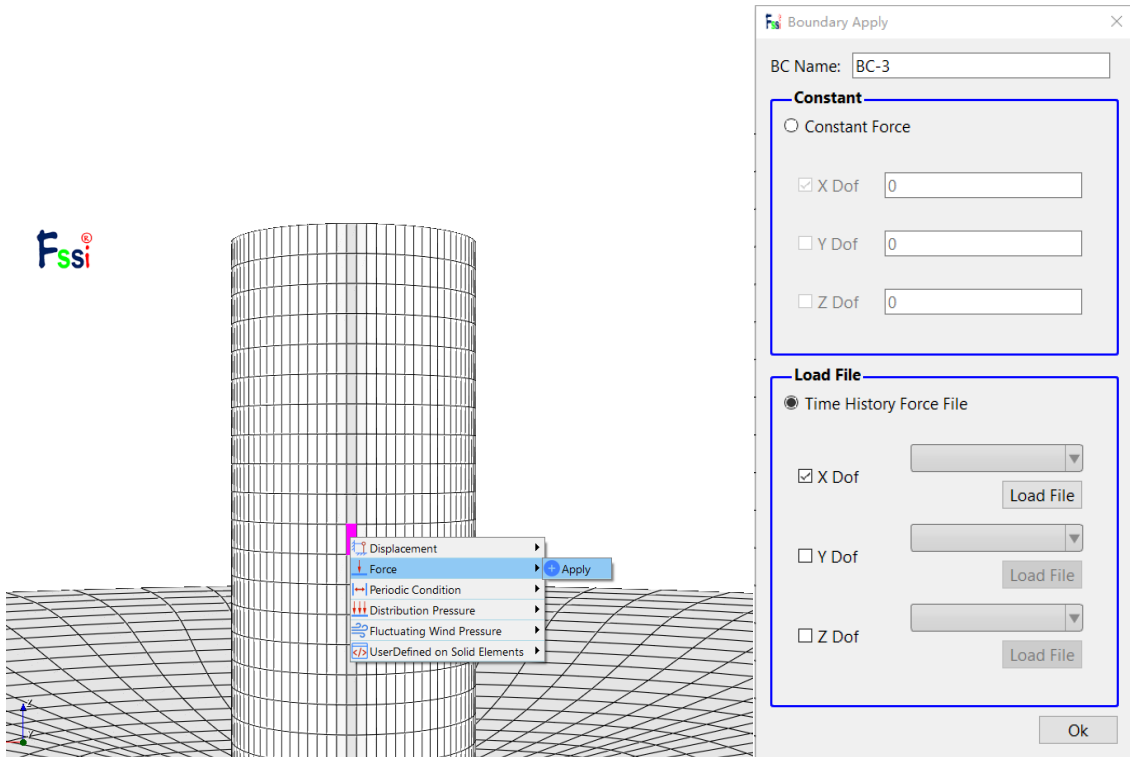 Fssi®
Displacement
Force
Apply
Periodic Condition
Distribution Pressure
Fluctuating Wind Pressure
UserDefined on Solid Elements
Z
Y
Fssi Boundary Apply
BC Name: BC-3
Constant
Constant Force
X Dof 0
Y Dof 0
Z Dof 0
Load File
Time History Force File
X Dof
Load File
Y Dof
Load File
Z Dof
Load File
Ok